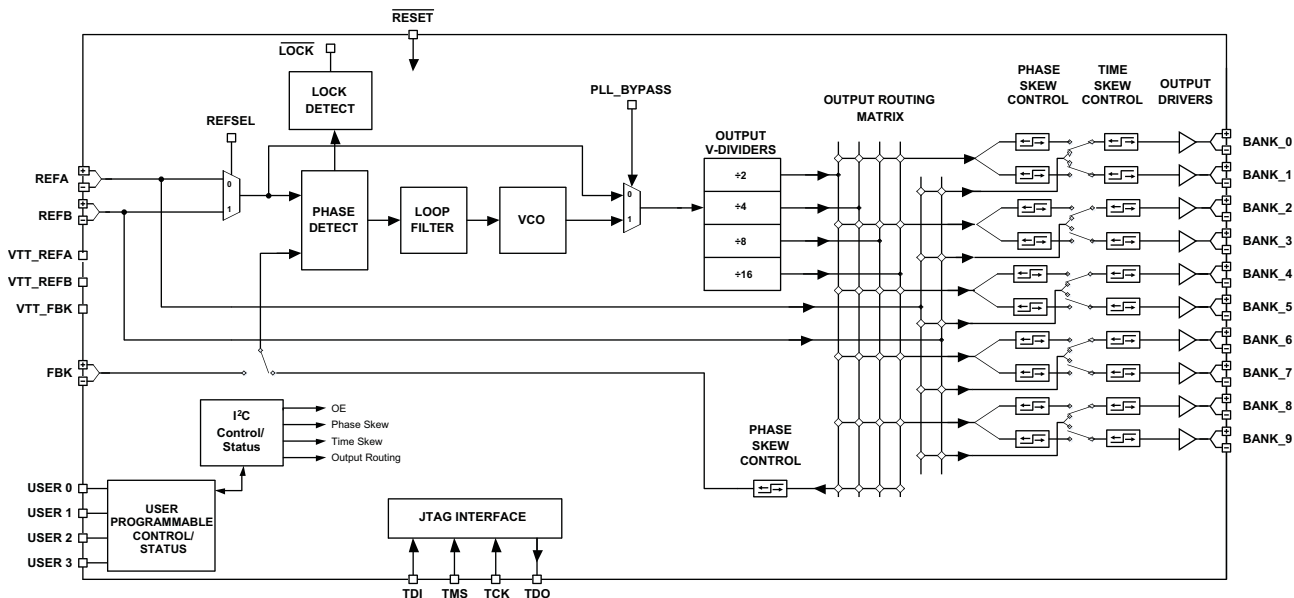 RESET
LOCK
LOCK
DETECT
REFSEL
PLL_BYPASS
OUTPUT
V-DIVIDERS
OUTPUT ROUTING
MATRIX
PHASE
SKEW
CONTROL
TIME
SKEW
CONTROL
OUTPUT
DRIVERS
REFA
REFB
VTT_REFA
VTT_REFB
VTT_FBK
FBK
0
1
PHASE
DETECT
LOOP
FILTER
VCO
0
1
÷2
÷4
÷8
÷16
+
−
+
−
+
−
BANK_0
BANK_1
BANK_2
BANK_3
BANK_4
BANK_5
BANK_6
BANK_7
BANK_8
BANK_9
+
−
+
−
+
−
+
−
+
−
+
−
+
−
+
−
+
−
+
−
I²C
Control/
Status
OE
Phase Skew
Time Skew
Output Routing
PHASE
SKEW
CONTROL
USER 0
USER 1
USER 2
USER 3
USER
PROGRAMMABLE
CONTROL/
STATUS
JTAG INTERFACE
TDI
TMS
TCK
TDO